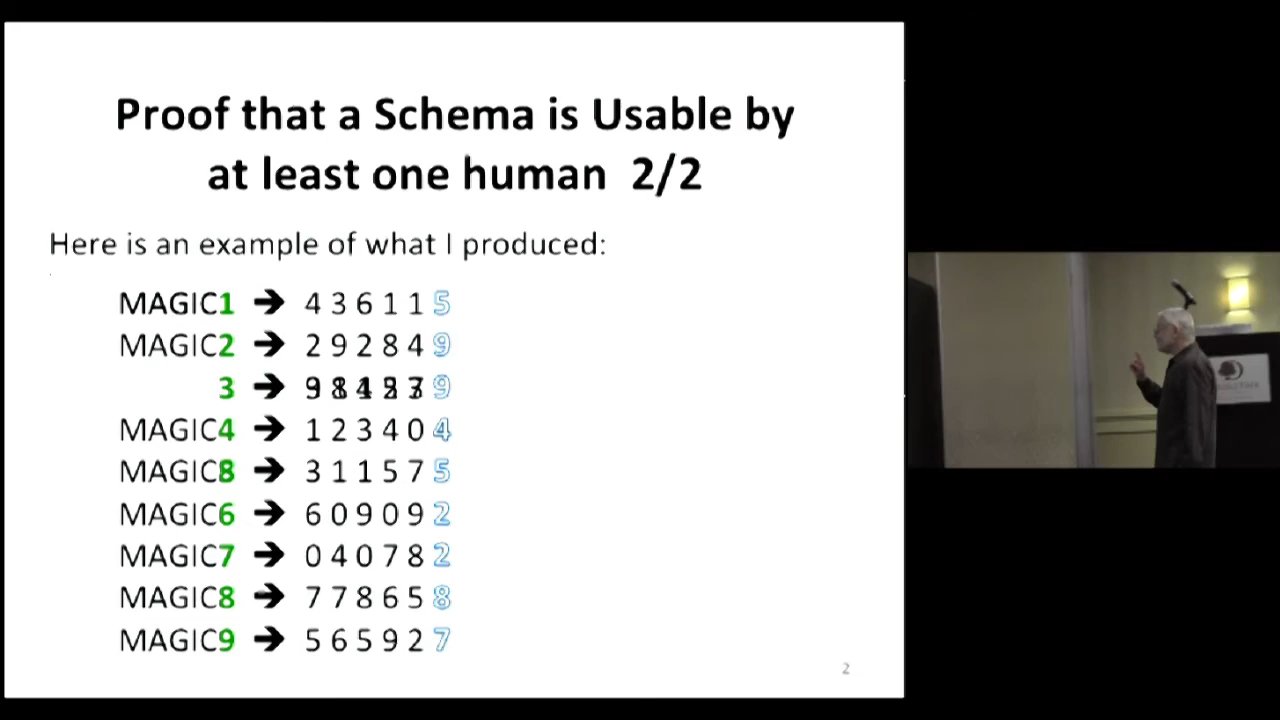 Proof that a Schema is Usable by
at least one human 2/2
Here is an example of what I produced:
MAGIC1 ➔ 4 3 6 1 1 5
MAGIC2 ➔ 2 9 2 8 4 9
3 ➔ 9
MAGIC4 ➔ 1 2 3 4 0 4
MAGIC8 ➔ 3 1 1 5 7 5
MAGIC6 ➔ 6 0 9 0 9 2
MAGIC7 ➔ 0 4 0 7 8 2
MAGIC8 ➔ 7 7 8 6 5 8
MAGIC9 ➔ 5 6 5 9 2 7
2